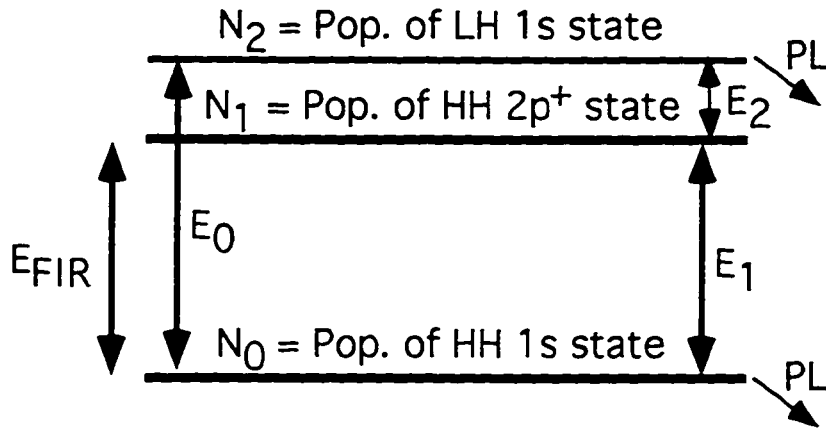 N₂ = Pop. of LH 1s state
PL
N₁ = Pop. of HH 2p⁺ state
E₂
E₀
E_FIR
E₁
N₀ = Pop. of HH 1s state
PL